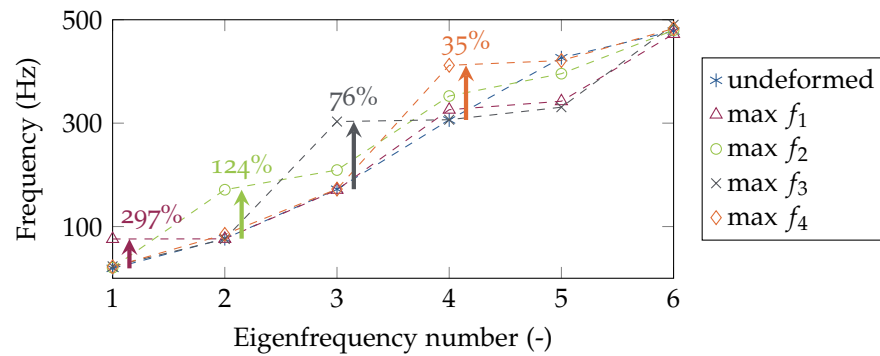 500
300
100
Frequency (Hz)
297%
124%
76%
35%
1 2 3 4 5 6
Eigenfrequency number (-)
undeformed
max f₁
max f₂
max f₃
max f₄